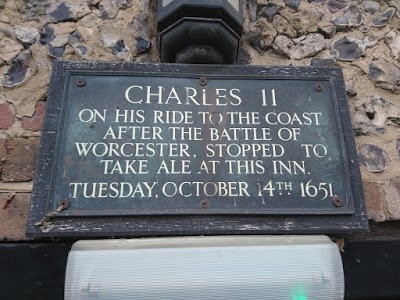 CHARLES II
ON HIS RIDE TO THE COAST
AFTER THE BATTLE OF
WORCESTER, STOPPED TO
TAKE ALE AT THIS INN.
TUESDAY, OCTOBER 14TH 1651.